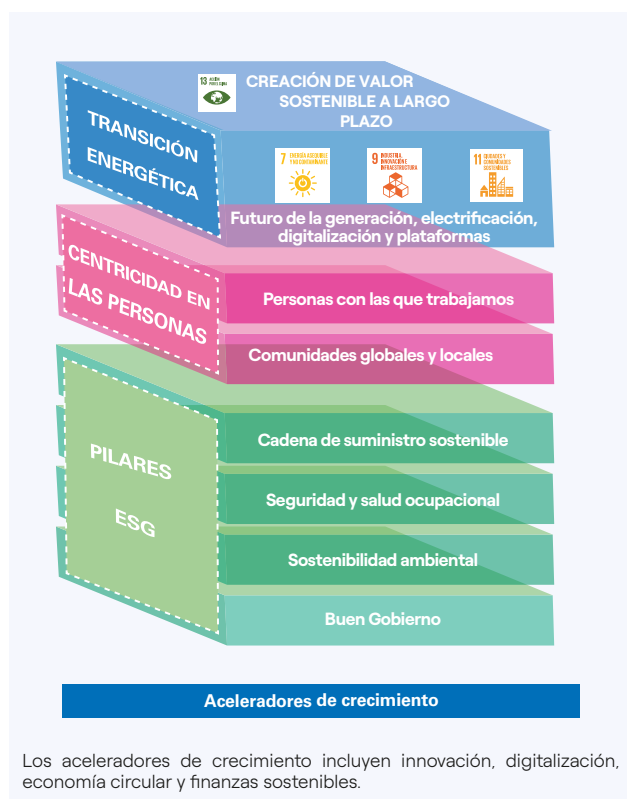 13 ACCIÓN
POR EL CLIMA
CREACIÓN DE VALOR
SOSTENIBLE A LARGO
PLAZO
TRANSICIÓN
ENERGÉTICA
7 ENERGÍA ASEQUIBLE
Y NO CONTAMINANTE
9 INDUSTRIA,
INNOVACIÓN E
INFRAESTRUCTURA
11 CIUDADES Y
COMUNIDADES
SOSTENIBLES
Futuro de la generación, electrificación,
digitalización y plataformas
CENTRICIDAD EN
LAS PERSONAS
Personas con las que trabajamos
Comunidades globales y locales
PILARES
ESG
Cadena de suministro sostenible
Seguridad y salud ocupacional
Sostenibilidad ambiental
Buen Gobierno
Aceleradores de crecimiento
Los aceleradores de crecimiento incluyen innovación, digitalización,
economía circular y finanzas sostenibles.